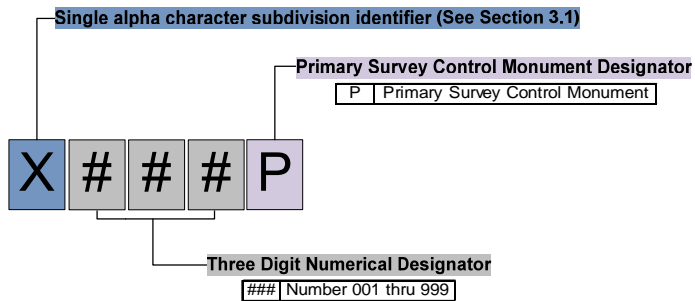 Single alpha character subdivision identifier (See Section 3.1)
Primary Survey Control Monument Designator
P Primary Survey Control Monument
X # # # P
Three Digit Numerical Designator
### Number 001 thru 999